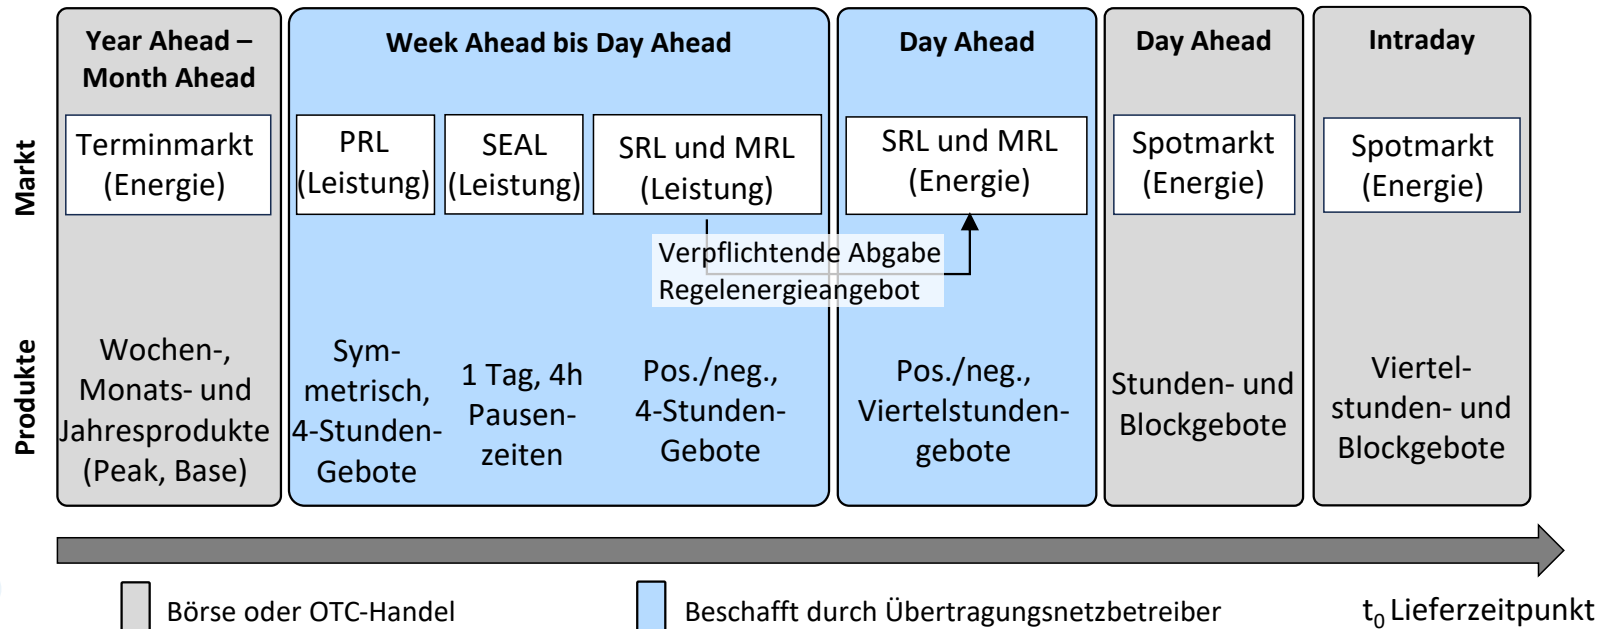 Year Ahead –
Month Ahead
Week Ahead bis Day Ahead
Day Ahead
Day Ahead
Intraday
Markt
Terminmarkt
(Energie)
PRL
(Leistung)
SEAL
(Leistung)
SRL und MRL
(Leistung)
SRL und MRL
(Energie)
Spotmarkt
(Energie)
Spotmarkt
(Energie)
Verpflichtende Abgabe
Regelenergieangebot
Produkte
Wochen-,
Monats- und
Jahresprodukte
(Peak, Base)
Sym-
metrisch,
4-Stunden-
Gebote
1 Tag, 4h
Pausen-
zeiten
Pos./neg.,
4-Stunden-
Gebote
Pos./neg.,
Viertelstunden-
gebote
Stunden- und
Blockgebote
Viertel-
stunden- und
Blockgebote
Börse oder OTC-Handel
Beschafft durch Übertragungsnetzbetreiber
t₀ Lieferzeitpunkt